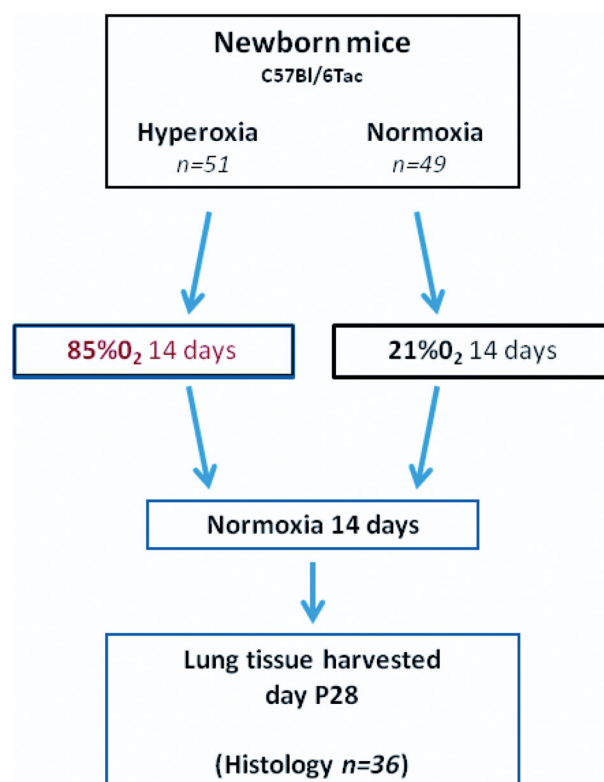 Newborn mice
C57Bl/6Tac
Hyperoxia Normoxia
n=51 n=49
85%0₂ 14 days 21%0₂ 14 days
Normoxia 14 days
Lung tissue harvested
day P28
(Histology n=36)